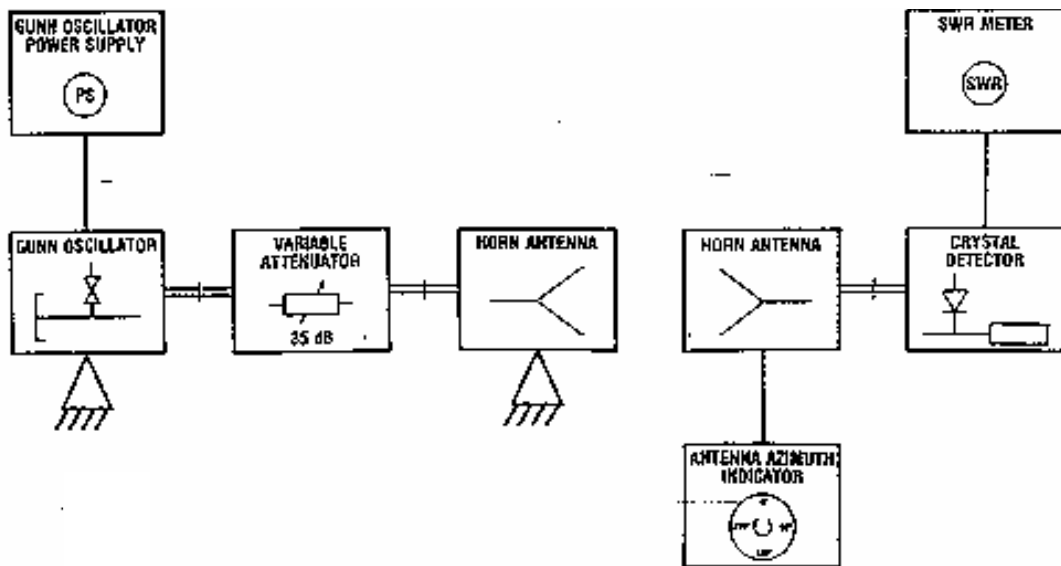 GUNN OSCILLATOR
POWER SUPPLY
PS
SWR METER
SWR
GUNN OSCILLATOR
VARIABLE
ATTENUATOR
35 dB
HORN ANTENNA
HORN ANTENNA
CRYSTAL
DETECTOR
ANTENNA AZIMUTH
INDICATOR